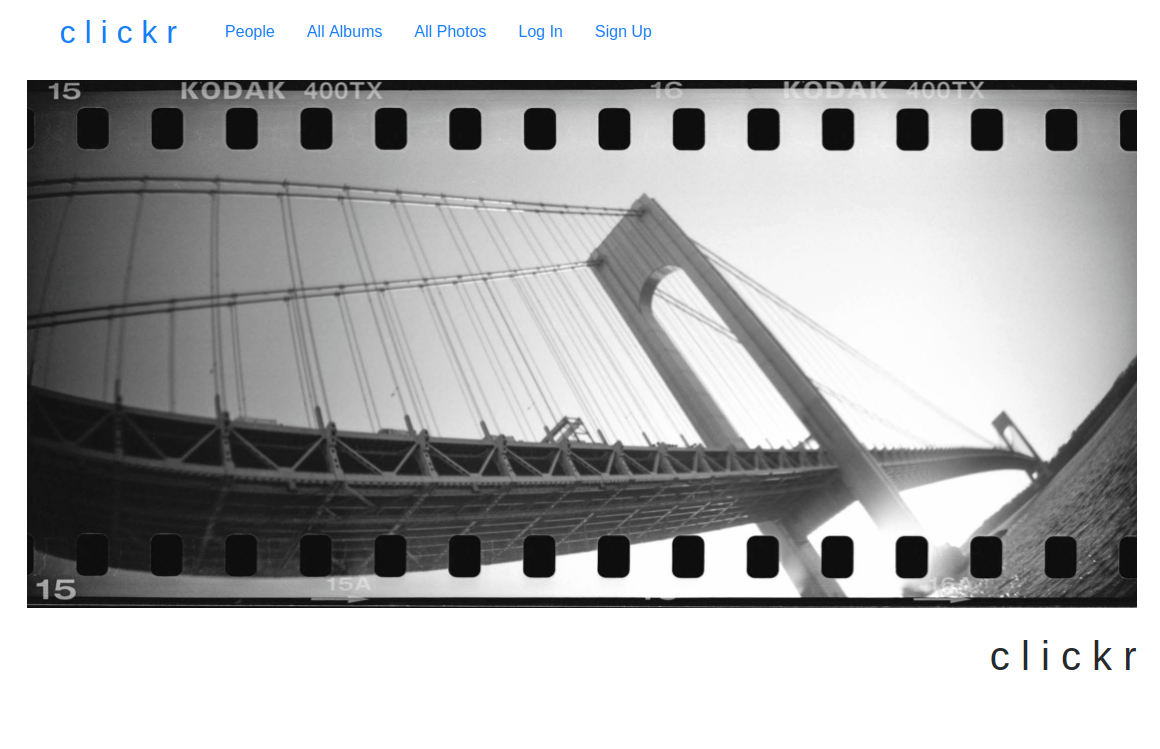 clickr People All Albums All Photos Log In Sign Up
15 KODAK 400TX 16 KODAK 400TX
15 15A 16A
clickr